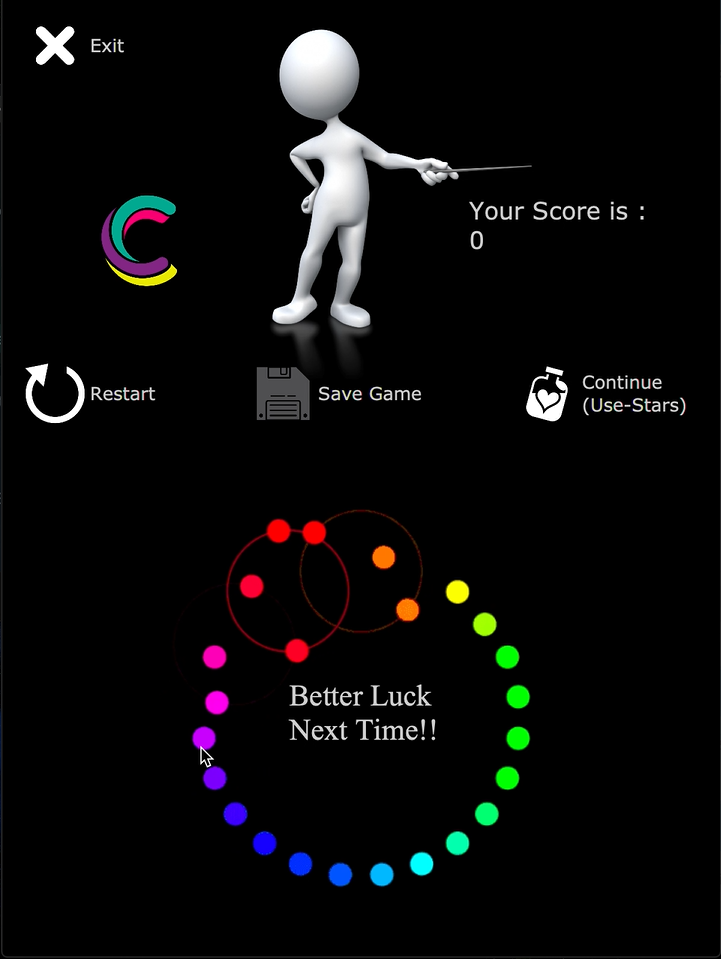 Exit
Your Score is :
0
Restart
Save Game
Continue
(Use-Stars)
Better Luck
Next Time!!